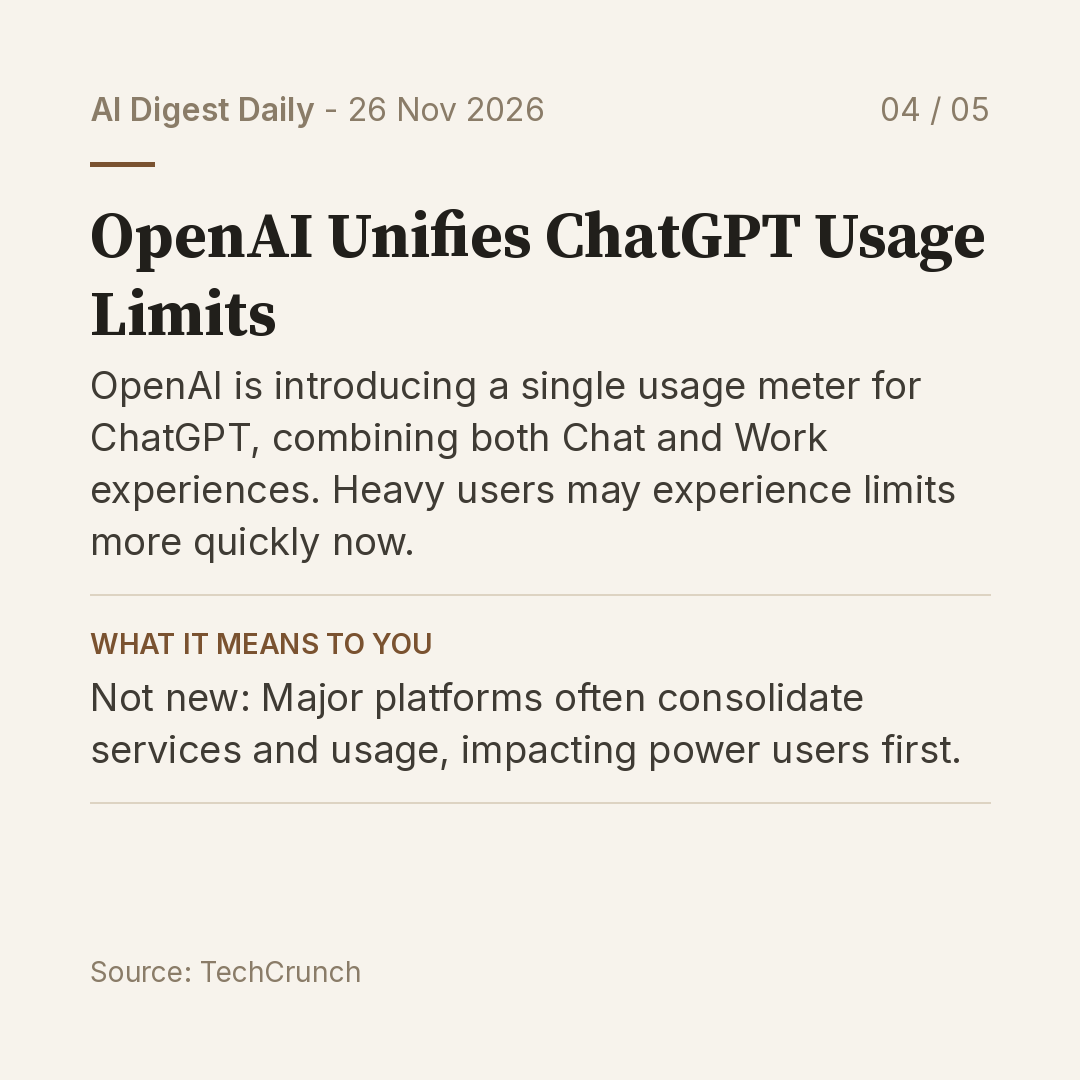 AI Digest Daily - 26 Nov 2026
04 / 05
OpenAI Unifies ChatGPT Usage
Limits
OpenAI is introducing a single usage meter for
ChatGPT, combining both Chat and Work
experiences. Heavy users may experience limits
more quickly now.
WHAT IT MEANS TO YOU
Not new: Major platforms often consolidate
services and usage, impacting power users first.
Source: TechCrunch